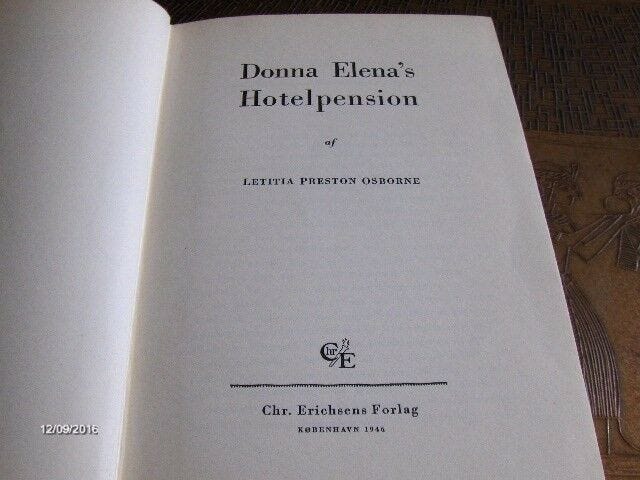 Donna Elena's
Hotelpension
af
LETITIA PRESTON OSBORNE
Chr E
Chr. Erichsens Forlag
KØBENHAVN 1946
12/09/2016